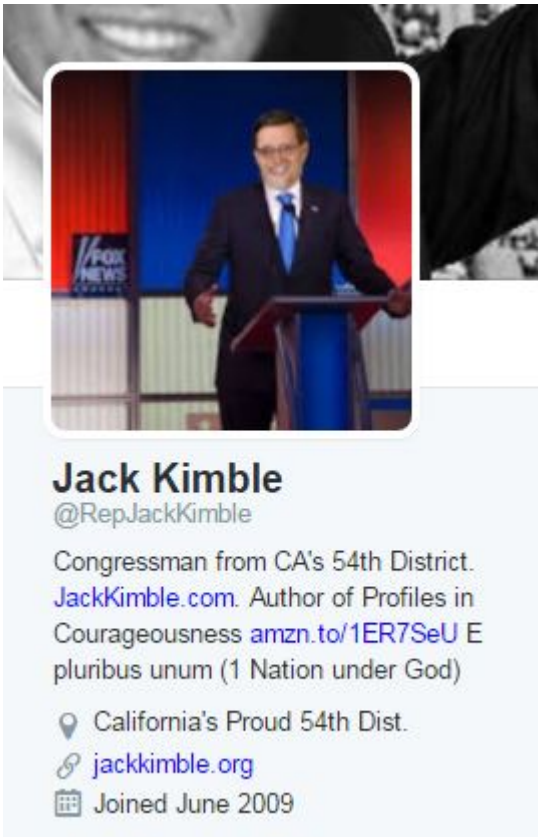 FOX
NEWS
Jack Kimble
@RepJackKimble
Congressman from CA's 54th District.
JackKimble.com. Author of Profiles in
Courageousness amzn.to/1ER7SeU E
pluribus unum (1 Nation under God)
California's Proud 54th Dist.
jackkimble.org
Joined June 2009